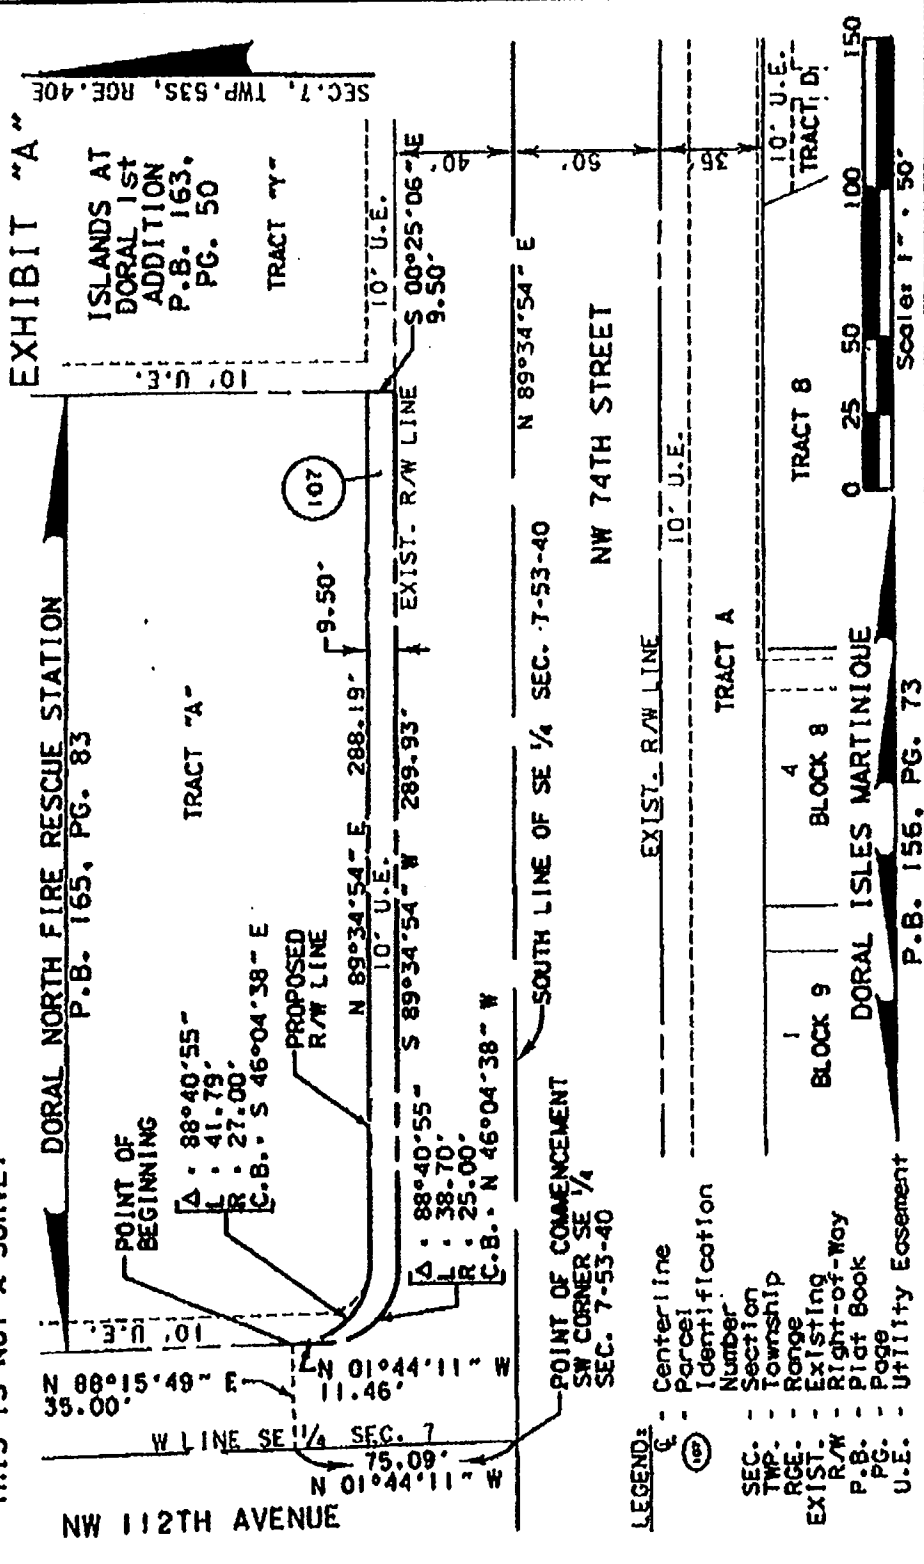 THIS IS NOT A SURVEY
EXHIBIT "A"
DORAL NORTH FIRE RESCUE STATION
P.B. 165, PG. 83
ISLANDS AT
DORAL 1st
ADDITION
P.B. 163,
PG. 50
TRACT "Y"
SEC.7, TWP.53S, RGE.40E
10' U.E.
10' U.E.
TRACT "A"
107
9.50'
S 00°25'06" E
9.50'
40'
50'
35'
POINT OF
BEGINNING
Δ - 88°40'55"
L - 41.79'
R - 27.00'
C.B. - S 46°04'38" E
PROPOSED
R/W LINE
N 89°34'54" E 288.19'
10' U.E.
S 89°34'54" W 289.93'
EXIST. R/W LINE
Δ - 88°40'55"
L - 38.70'
R - 25.00'
C.B. - N 46°04'38" W
10' U.E.
N 88°15'49" E
35.00'
N 01°44'11" W
11.46'
W LINE SE 1/4 SEC. 7
75.09'
N 01°44'11" W
NW 112TH AVENUE
POINT OF COMMENCEMENT
SW CORNER SE 1/4
SEC. 7-53-40
SOUTH LINE OF SE 1/4 SEC. 7-53-40
N 89°34'54" E
NW 74TH STREET
EXIST. R/W LINE
10' U.E.
TRACT A
10' U.E.
TRACT D
TRACT B
1
BLOCK 9
4
BLOCK 8
DORAL ISLES MARTINIQUE
P.B. 156, PG. 73
0 25 50 100 150
Scale: 1" - 50'
LEGEND:
℄ - Centerline
107 - Parcel
Identification
Number
SEC. - Section
TWP. - Township
RGE. - Range
EXIST. - Existing
R/W - Right-of-Way
P.B. - Plat Book
PG. - Page
U.E. - Utility Easement